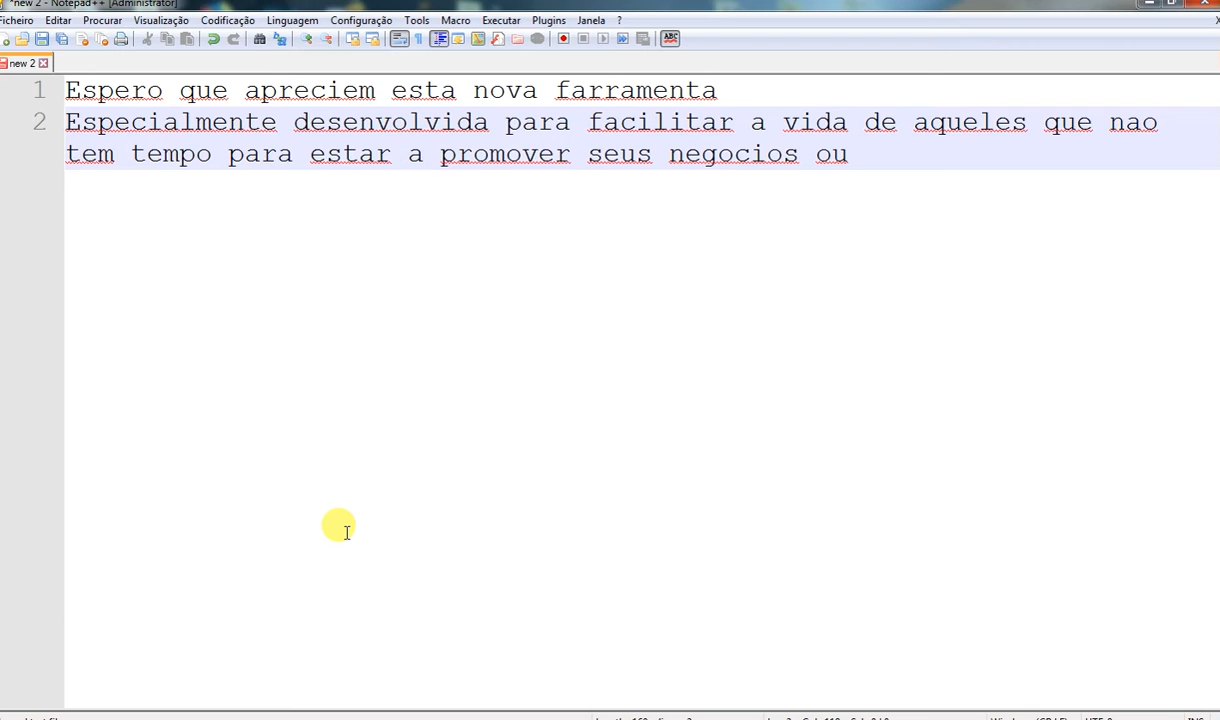 *new 2 - Notepad++ [Administrator]
Ficheiro Editar Procurar Visualização Codificação Linguagem Configuração Tools Macro Executar Plugins Janela ?
new 2
1 Espero que apreciem esta nova farramenta
2 Especialmente desenvolvida para facilitar a vida de aqueles que nao
tem tempo para estar a promover seus negocios ou